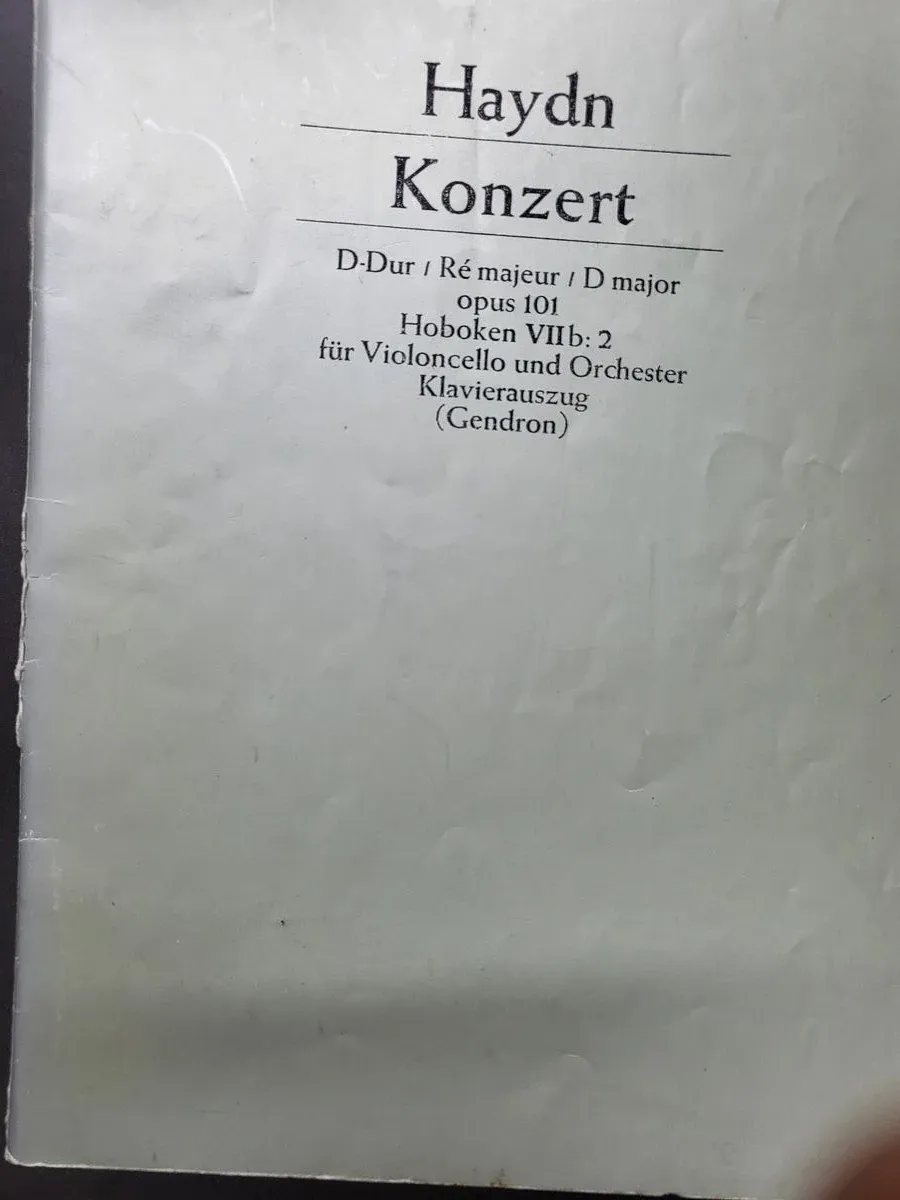 Haydn
Konzert
D-Dur / Ré majeur / D major
opus 101
Hoboken VIIb: 2
für Violoncello und Orchester
Klavierauszug
(Gendron)